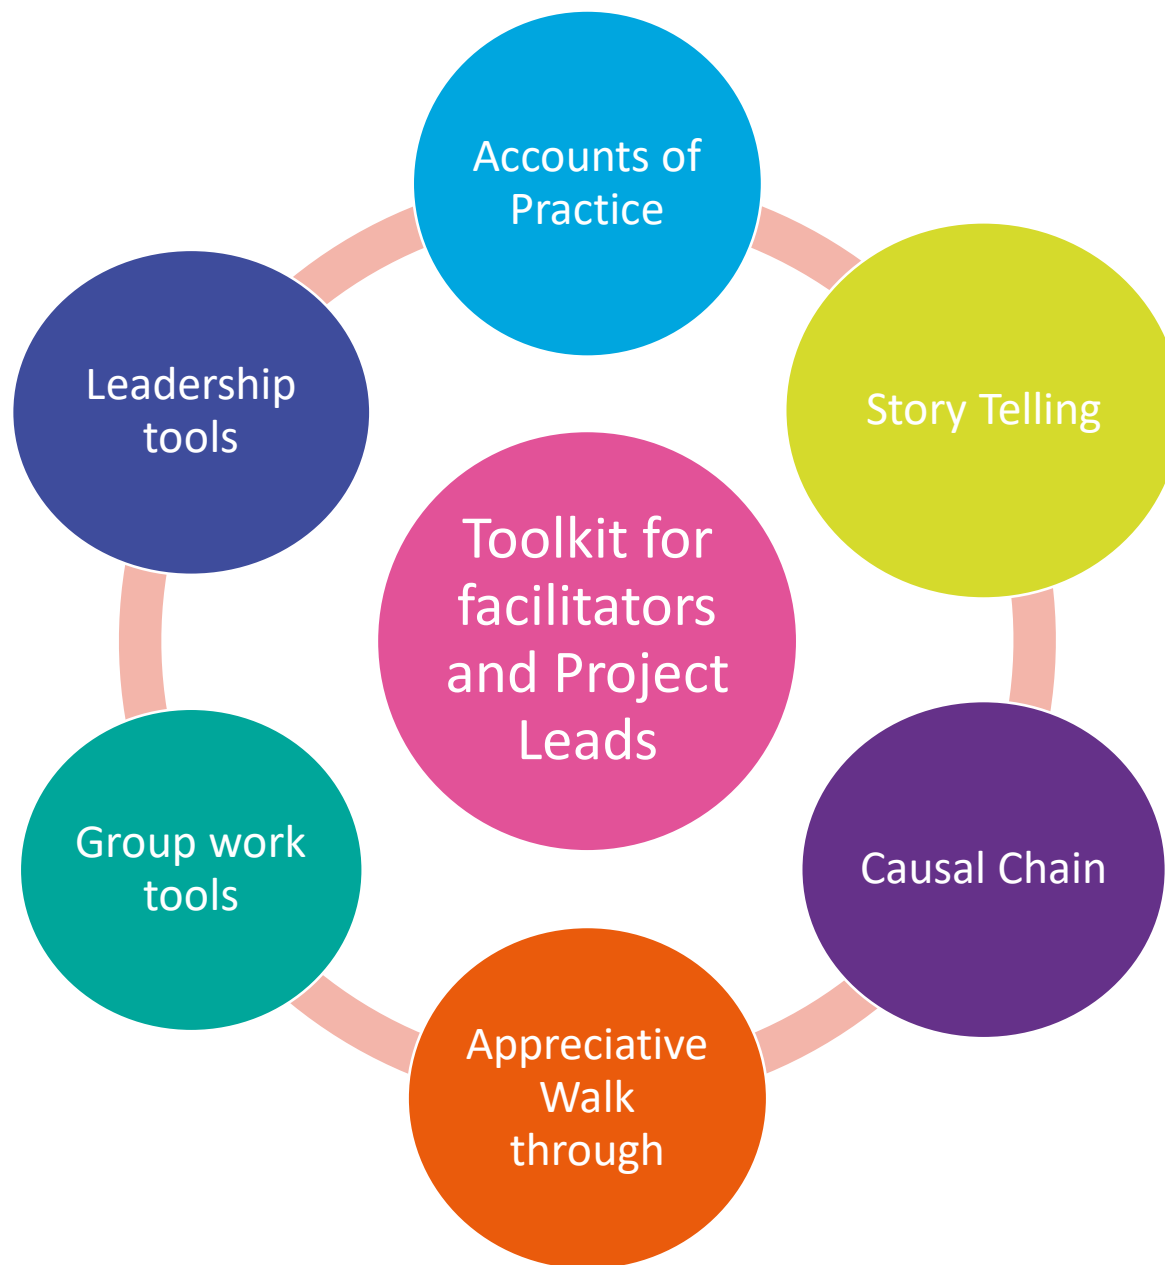 Accounts of
Practice
Story Telling
Causal Chain
Appreciative
Walk
through
Group work
tools
Leadership
tools
Toolkit for
facilitators
and Project
Leads